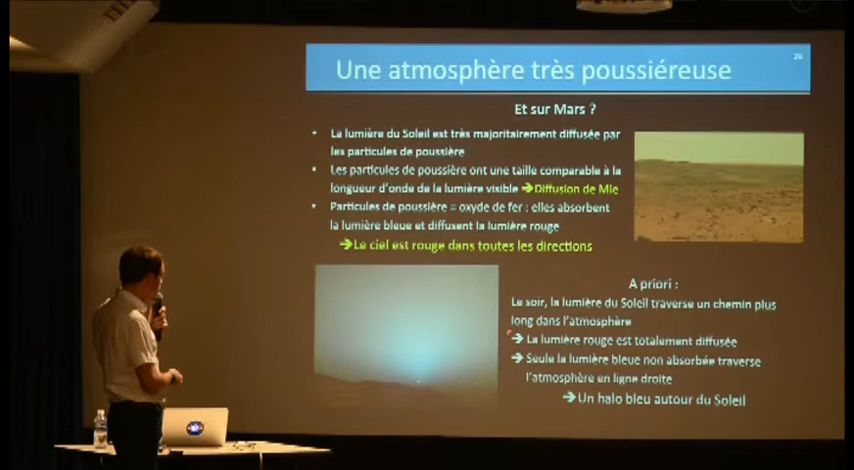 Une atmosphère très poussiéreuse
26
Et sur Mars ?
• La lumière du Soleil est très majoritairement diffusée par
les particules de poussière
• Les particules de poussière ont une taille comparable à la
longueur d'onde de la lumière visible ➔ Diffusion de Mie
• Particules de poussière = oxyde de fer : elles absorbent
la lumière bleue et diffusent la lumière rouge
➔ Le ciel est rouge dans toutes les directions
A priori :
Le soir, la lumière du Soleil traverse un chemin plus
long dans l'atmosphère
➔ La lumière rouge est totalement diffusée
➔ Seule la lumière bleue non absorbée traverse
l'atmosphère en ligne droite
➔ Un halo bleu autour du Soleil